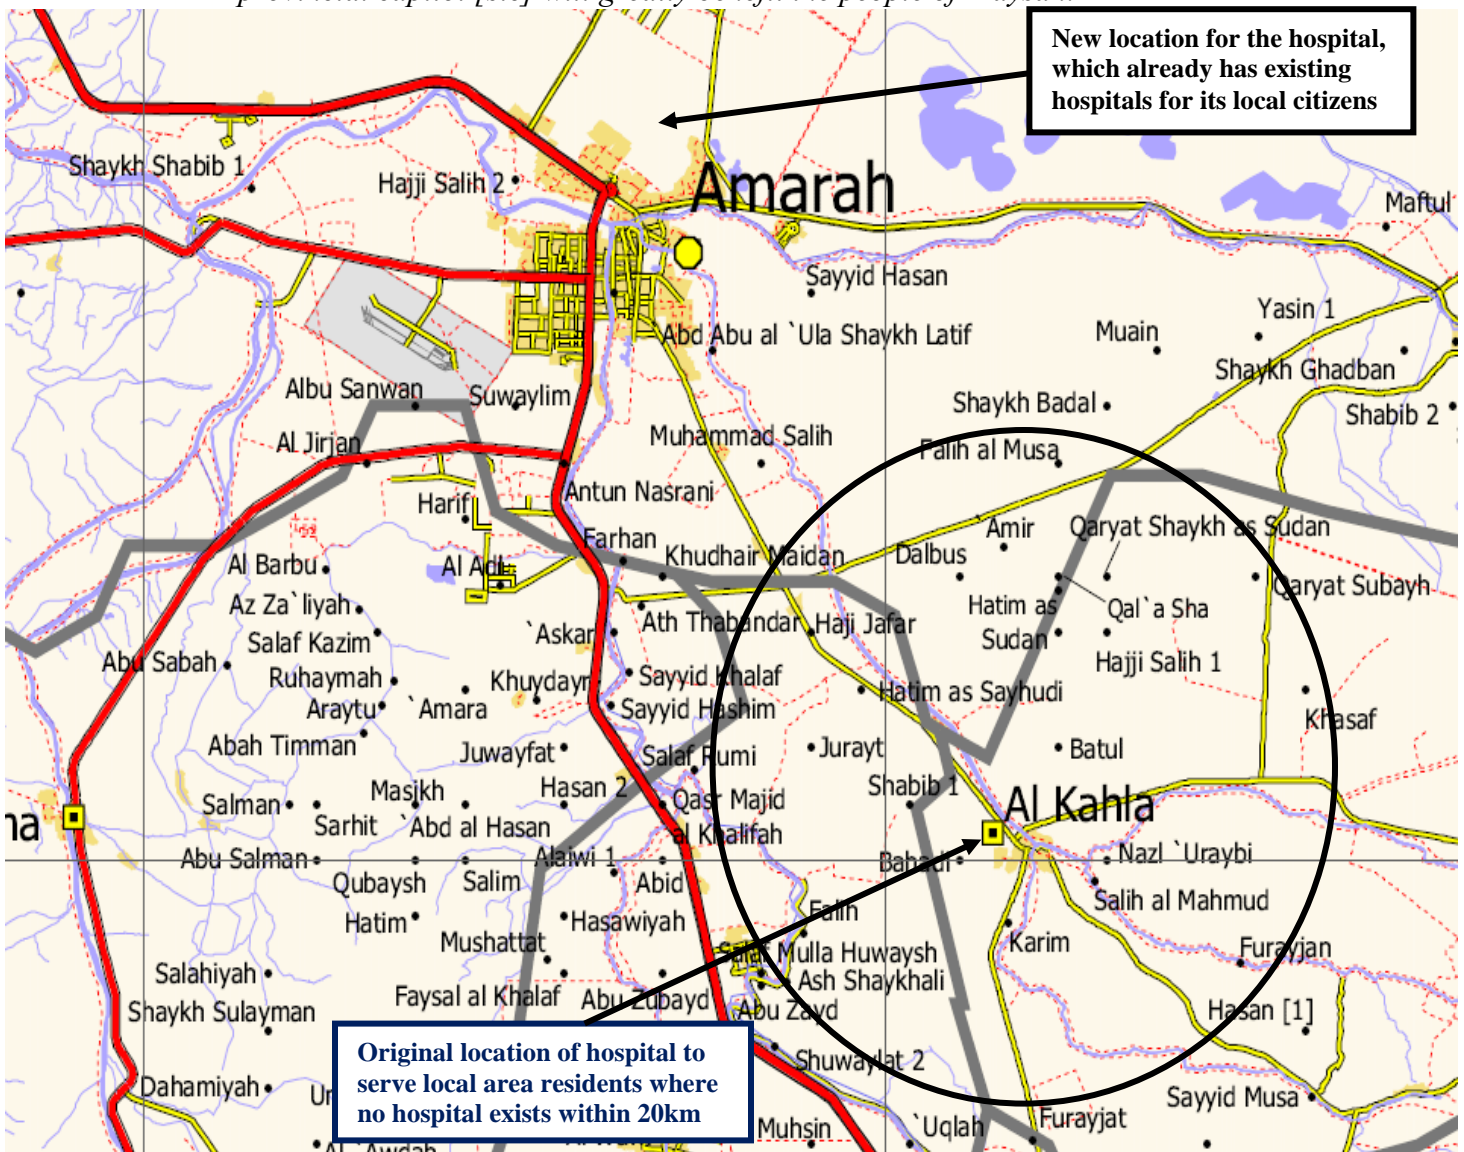 New location for the hospital,
which already has existing
hospitals for its local citizens
Shaykh Shabib 1
Hajji Salih 2
Amarah
Maftul
Sayyid Hasan
Yasin 1
Abd Abu al `Ula Shaykh Latif
Muain
Shaykh Ghadban
Albu Sanwan
Suwaylim
Shaykh Badal
Shabib 2
Al Jirjan
Muhammad Salih
Falih al Musa
Harif
Antun Nasrani
`Amir
Qaryat Shaykh as Sudan
Farhan
Khudhair Maidan
Dalbus
Al Barbu
Al Adl
Qaryat Subayh
Az Za`liyah
Hatim as
Sudan
Qal`a Sha
Salaf Kazim
`Askar
Ath Thabandar
Haji Jafar
Abu Sabah
Hajji Salih 1
Ruhaymah
Khuydayr
Sayyid Khalaf
Hatim as Sayhudi
Araytu
`Amara
Sayyid Hashim
Khasaf
Abah Timman
Juwayfat
Salaf Rumi
Jurayt
Batul
Salman
Masikh
Hasan 2
Qasr Majid
al Khalifah
Shabib 1
Al Kahla
na
Sarhit
`Abd al Hasan
Abu Salman
Alaiwi 1
Bahadi
Nazl `Uraybi
Qubaysh
Salim
Abid
Salih al Mahmud
Hatim
Hasawiyah
Falih
Mushattat
Karim
Salaf Mulla Huwaysh
Furayjan
Salahiyah
Faysal al Khalaf
Abu Zubayd
Ash Shaykhali
Shaykh Sulayman
Abu Zayd
Hasan [1]
Original location of hospital to
serve local area residents where
no hospital exists within 20km
Shuwaylat 2
Dahamiyah
Sayyid Musa
Muhsin
`Uqlah
Furayjat